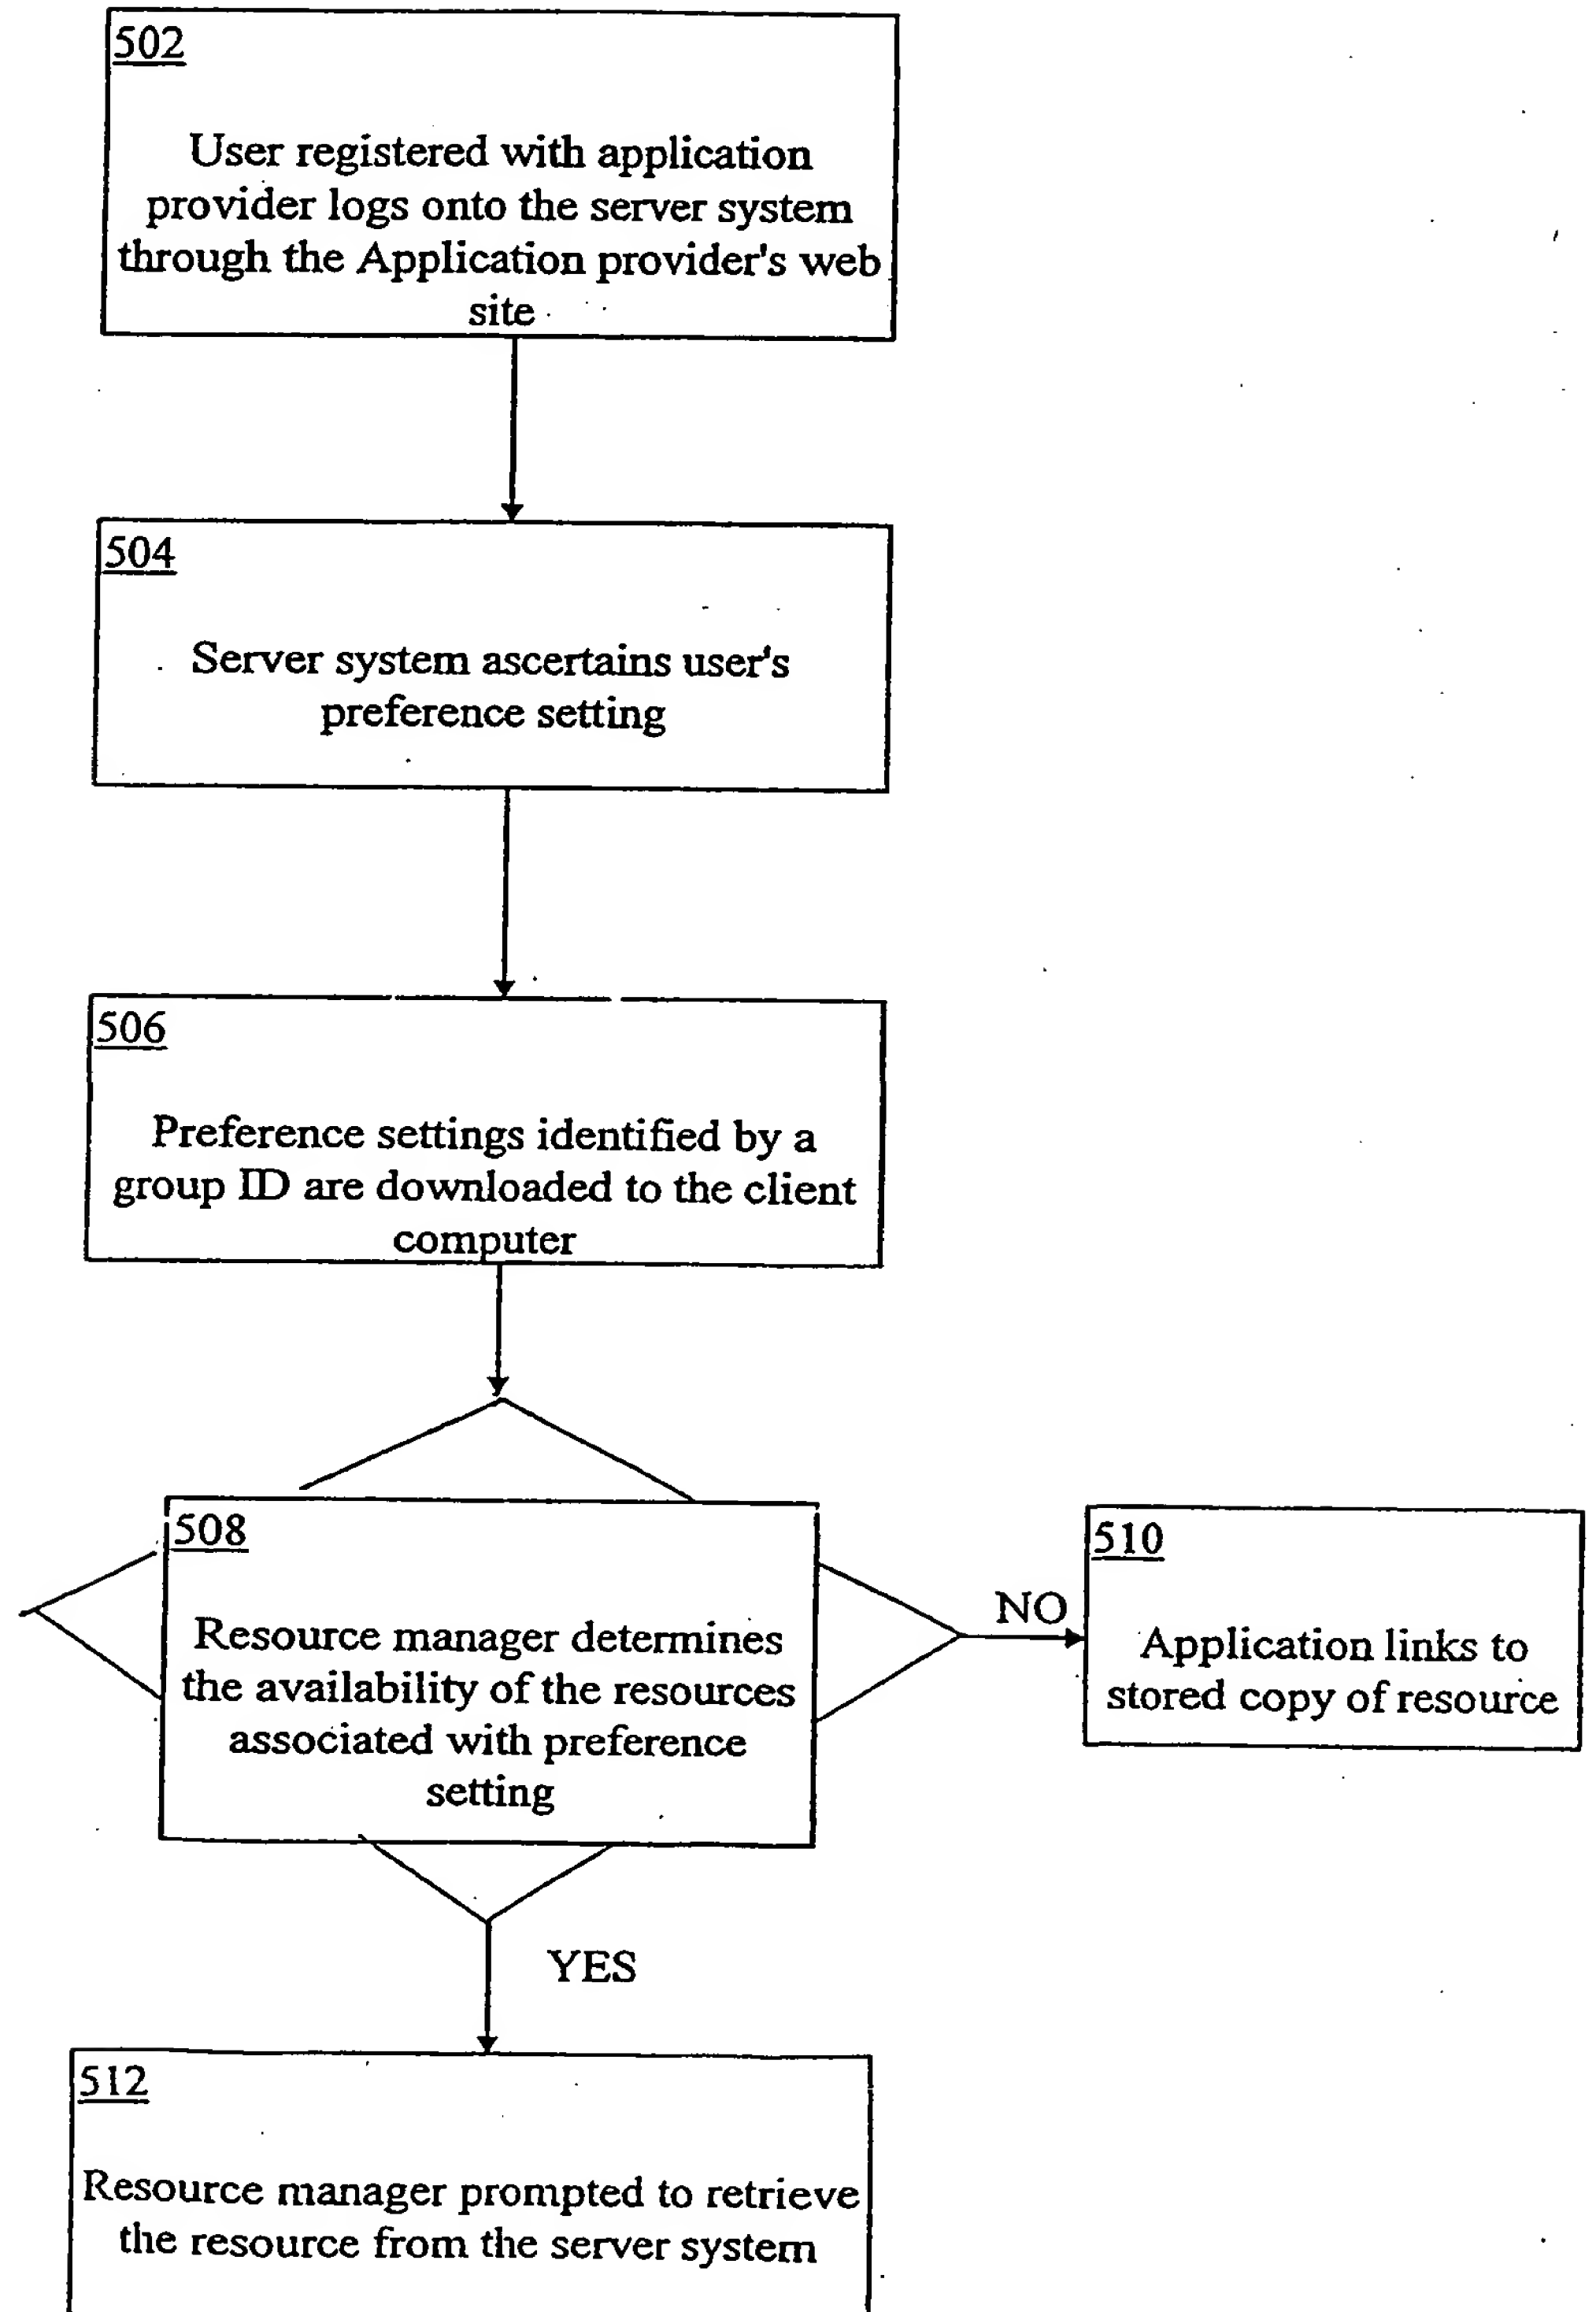 502
User registered with application
provider logs onto the server system
through the Application provider's web
site
504
Server system ascertains user's
preference setting
506
Preference settings identified by a
group ID are downloaded to the client
computer
508
Resource manager determines
the availability of the resources
associated with preference
setting
NO
510
Application links to
stored copy of resource
YES
512
Resource manager prompted to retrieve
the resource from the server system